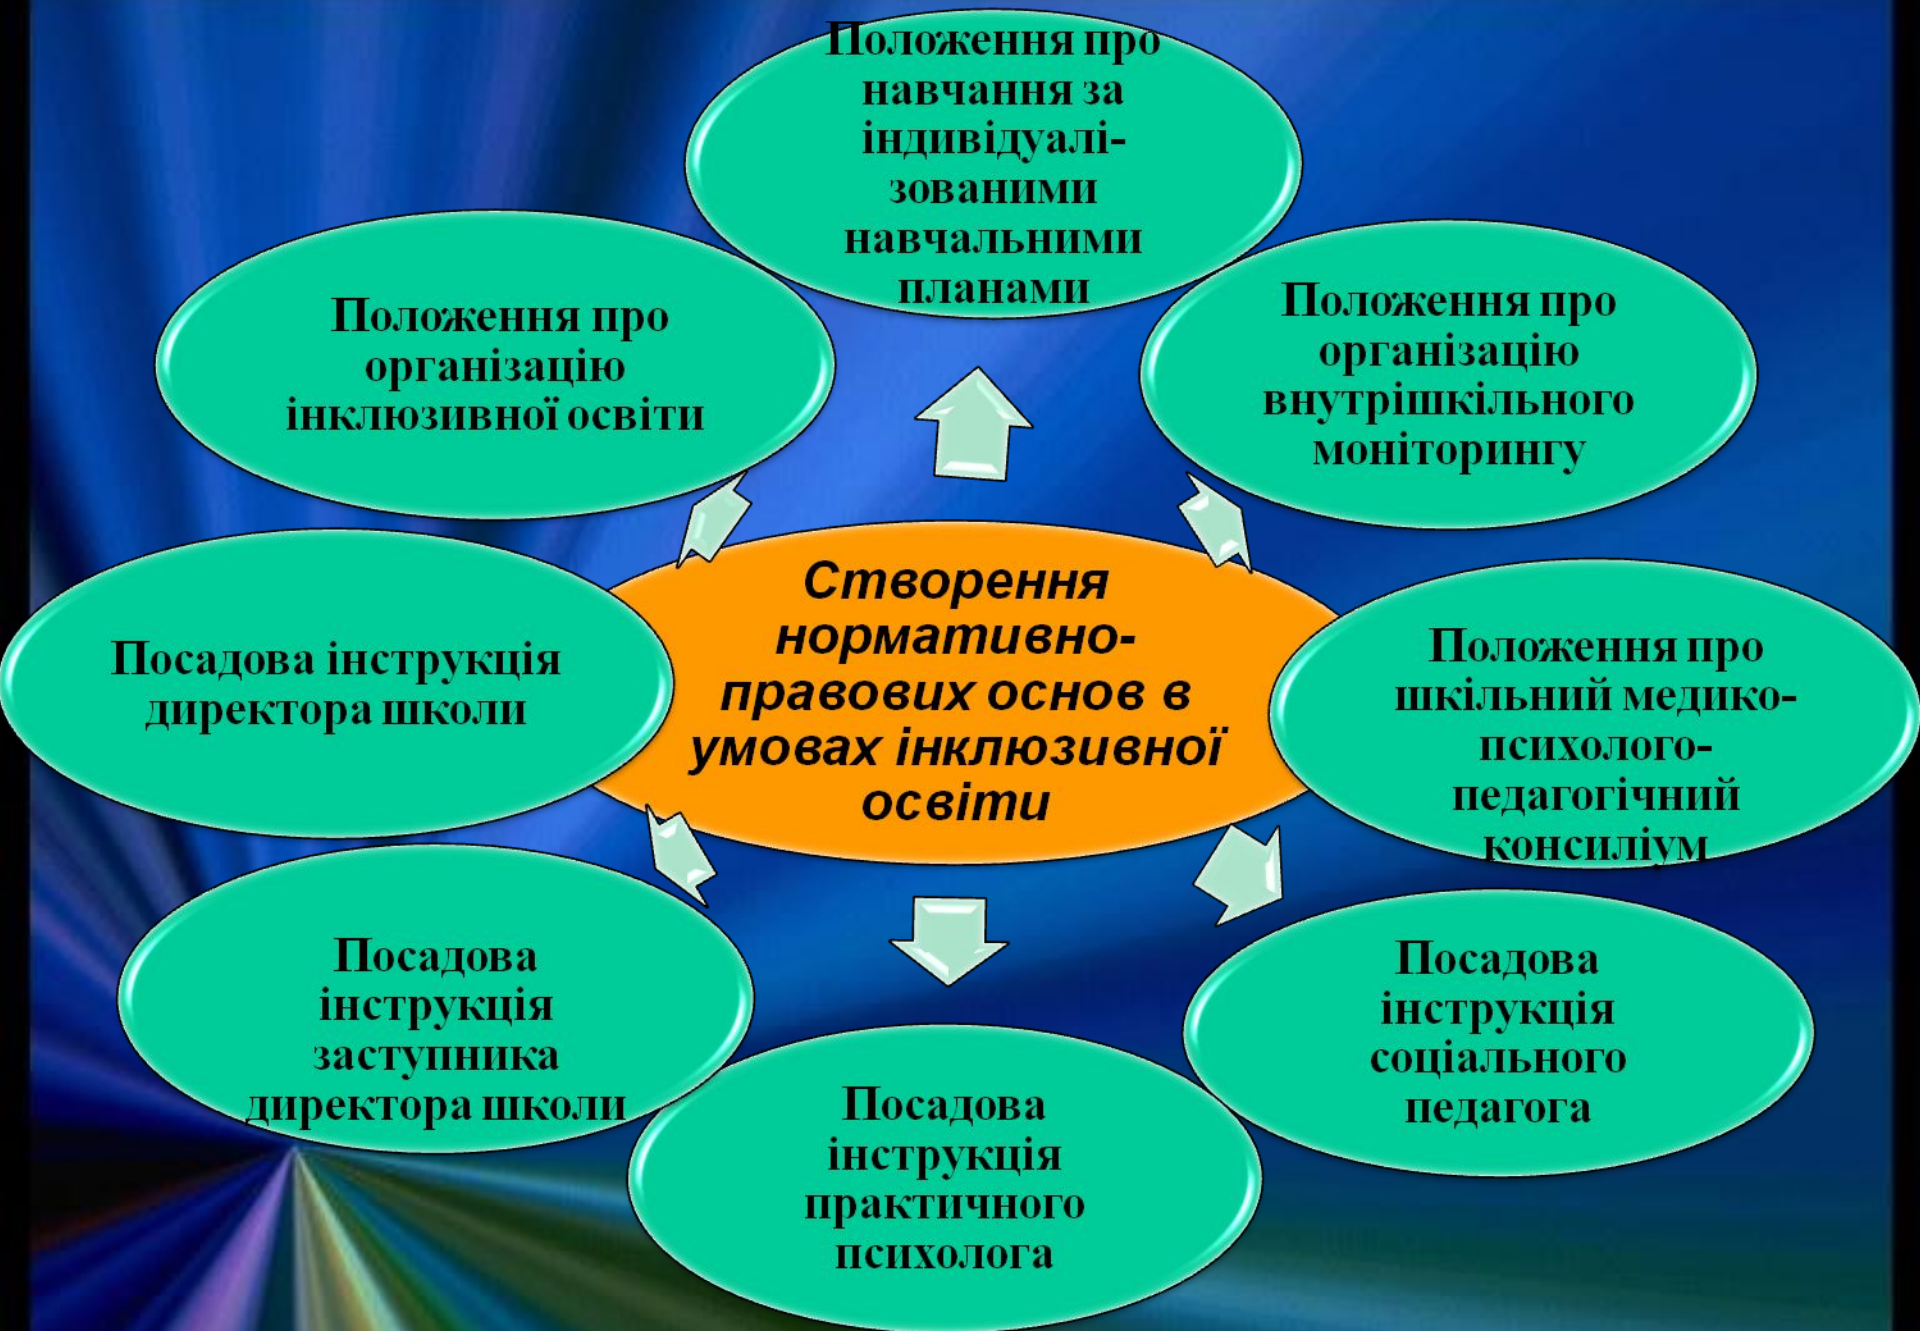 Положення про
навчання за
індивідуалі-
зованими
навчальними
планами
Положення про
організацію
інклюзивної освіти
Положення про
організацію
внутрішкільного
моніторингу
Створення
нормативно-
правових основ в
умовах інклюзивної
освіти
Посадова інструкція
директора школи
Положення про
шкільний медико-
психолого-
педагогічний
консиліум
Посадова
інструкція
заступника
директора школи
Посадова
інструкція
соціального
педагога
Посадова
інструкція
практичного
психолога